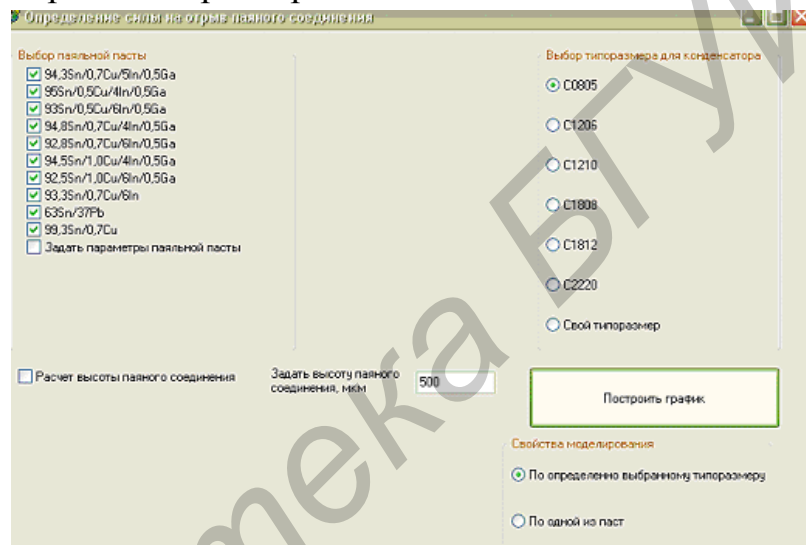 Определение силы на отрыв паяного соединения
Выбор паяльной пасты
94,3Sn/0,7Cu/5In/0,5Ga
95Sn/0,5Cu/4In/0,5Ga
93Sn/0,5Cu/6In/0,5Ga
94,8Sn/0,7Cu/4In/0,5Ga
92,8Sn/0,7Cu/6In/0,5Ga
94,5Sn/1,0Cu/4In/0,5Ga
92,5Sn/1,0Cu/6In/0,5Ga
93,3Sn/0,7Cu/6In
63Sn/37Pb
99,3Sn/0,7Cu
Задать параметры паяльной пасты
Выбор типоразмера для конденсатора
C0805
C1206
C1210
C1808
C1812
C2220
Свой типоразмер
Расчет высоты паяного соединения
Задать высоту паяного
соединения, мкм
500
Построить график
Свойства моделирования
По определенно выбранному типоразмеру
По одной из паст
тека БГУИ